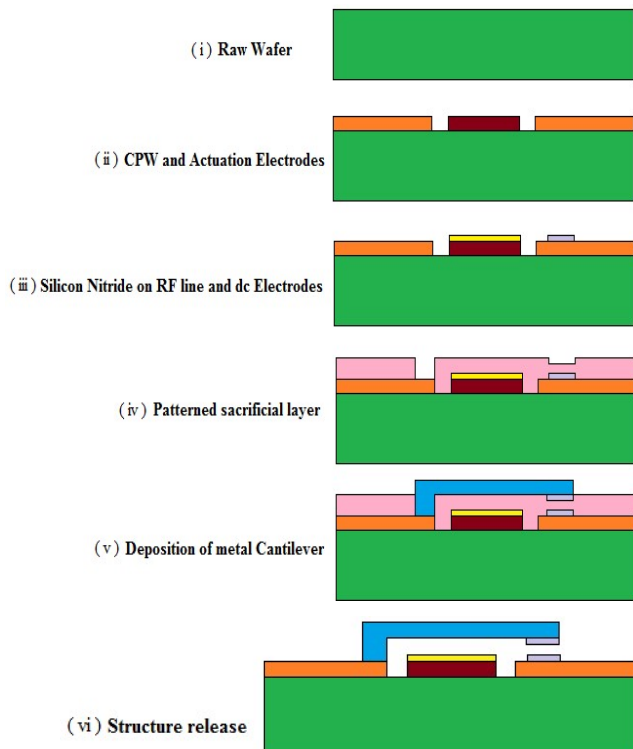 (i) Raw Wafer
(ii) CPW and Actuation Electrodes
(iii) Silicon Nitride on RF line and dc Electrodes
(iv) Patterned sacrificial layer
(v) Deposition of metal Cantilever
(vi) Structure release